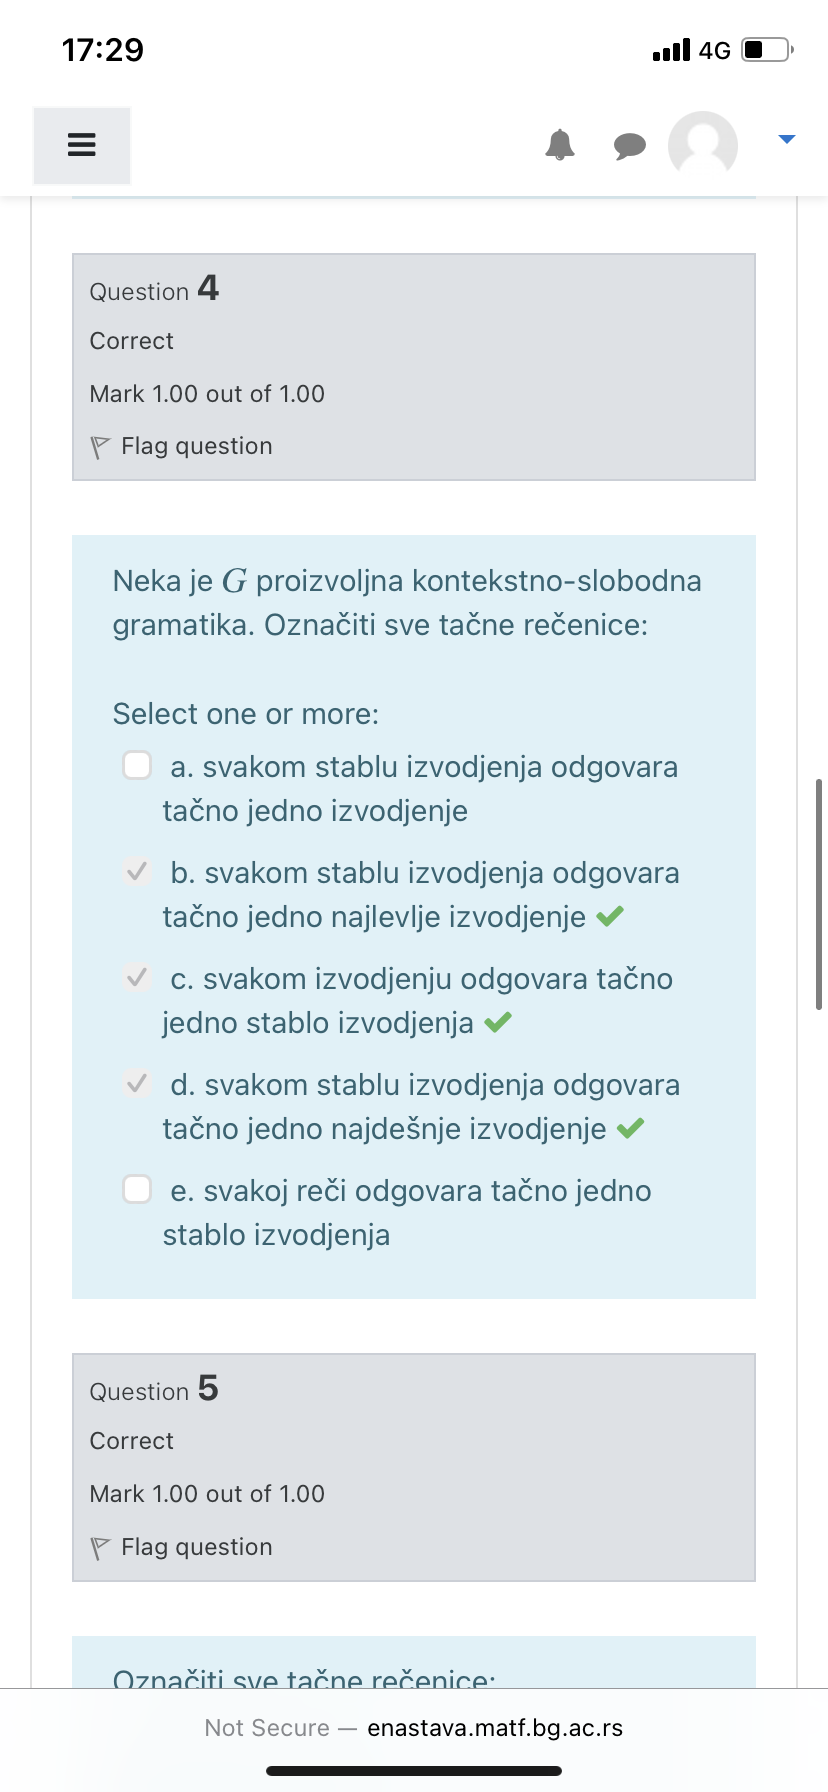 17:29
4G
Question 4
Correct
Mark 1.00 out of 1.00
Flag question
Neka je G proizvoljna kontekstno-slobodna
gramatika. Označiti sve tačne rečenice:
Select one or more:
a. svakom stablu izvodjenja odgovara
tačno jedno izvodjenje
b. svakom stablu izvodjenja odgovara
tačno jedno najlevlje izvodjenje
c. svakom izvodjenju odgovara tačno
jedno stablo izvodjenja
d. svakom stablu izvodjenja odgovara
tačno jedno najdešnje izvodjenje
e. svakoj reči odgovara tačno jedno
stablo izvodjenja
Question 5
Correct
Mark 1.00 out of 1.00
Flag question
Označiti sve tačne rečenice:
Not Secure — enastava.matf.bg.ac.rs